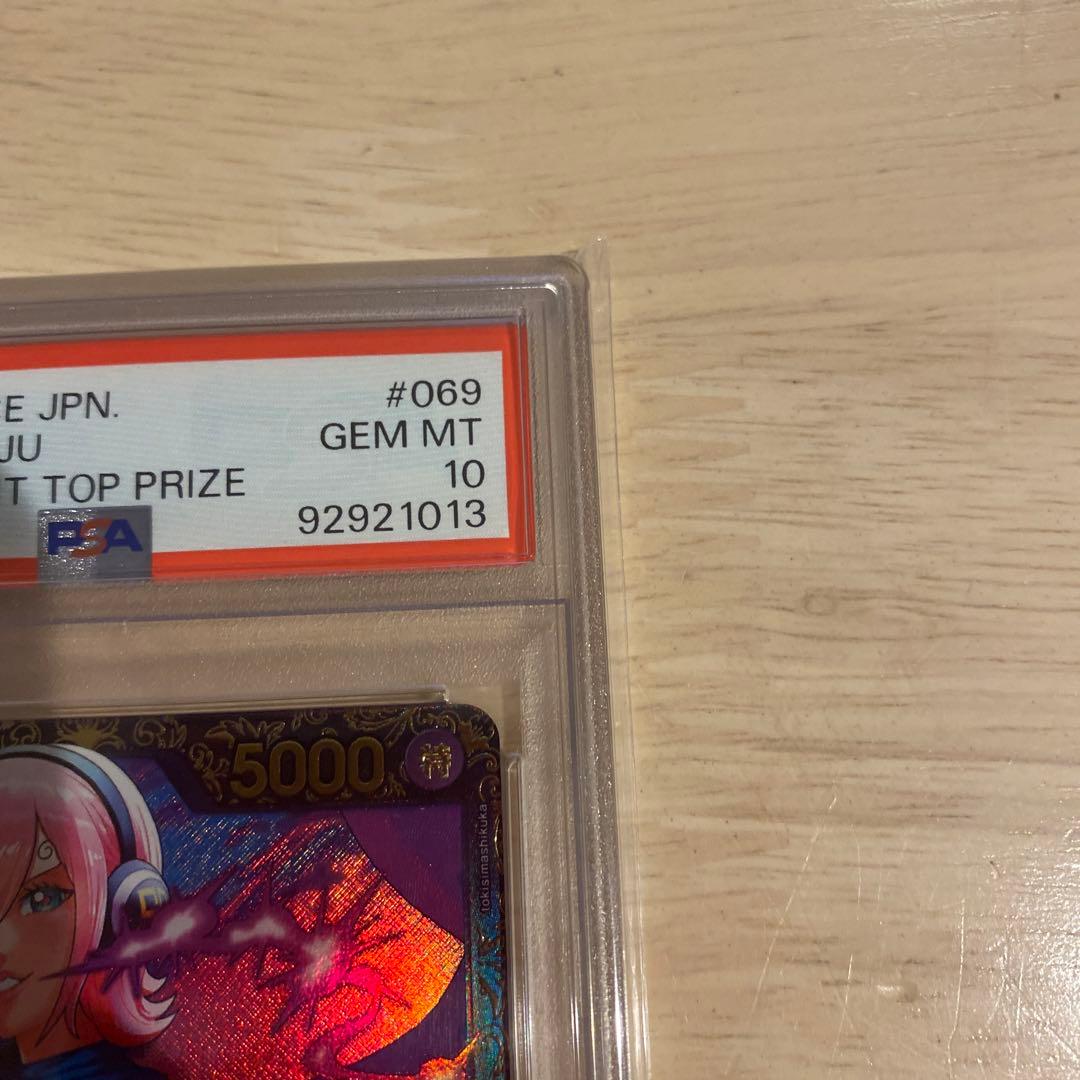 E JPN.
#069
JU
GEM MT
T TOP PRIZE
10
PSA
92921013
5000
特
tokisimashikuka